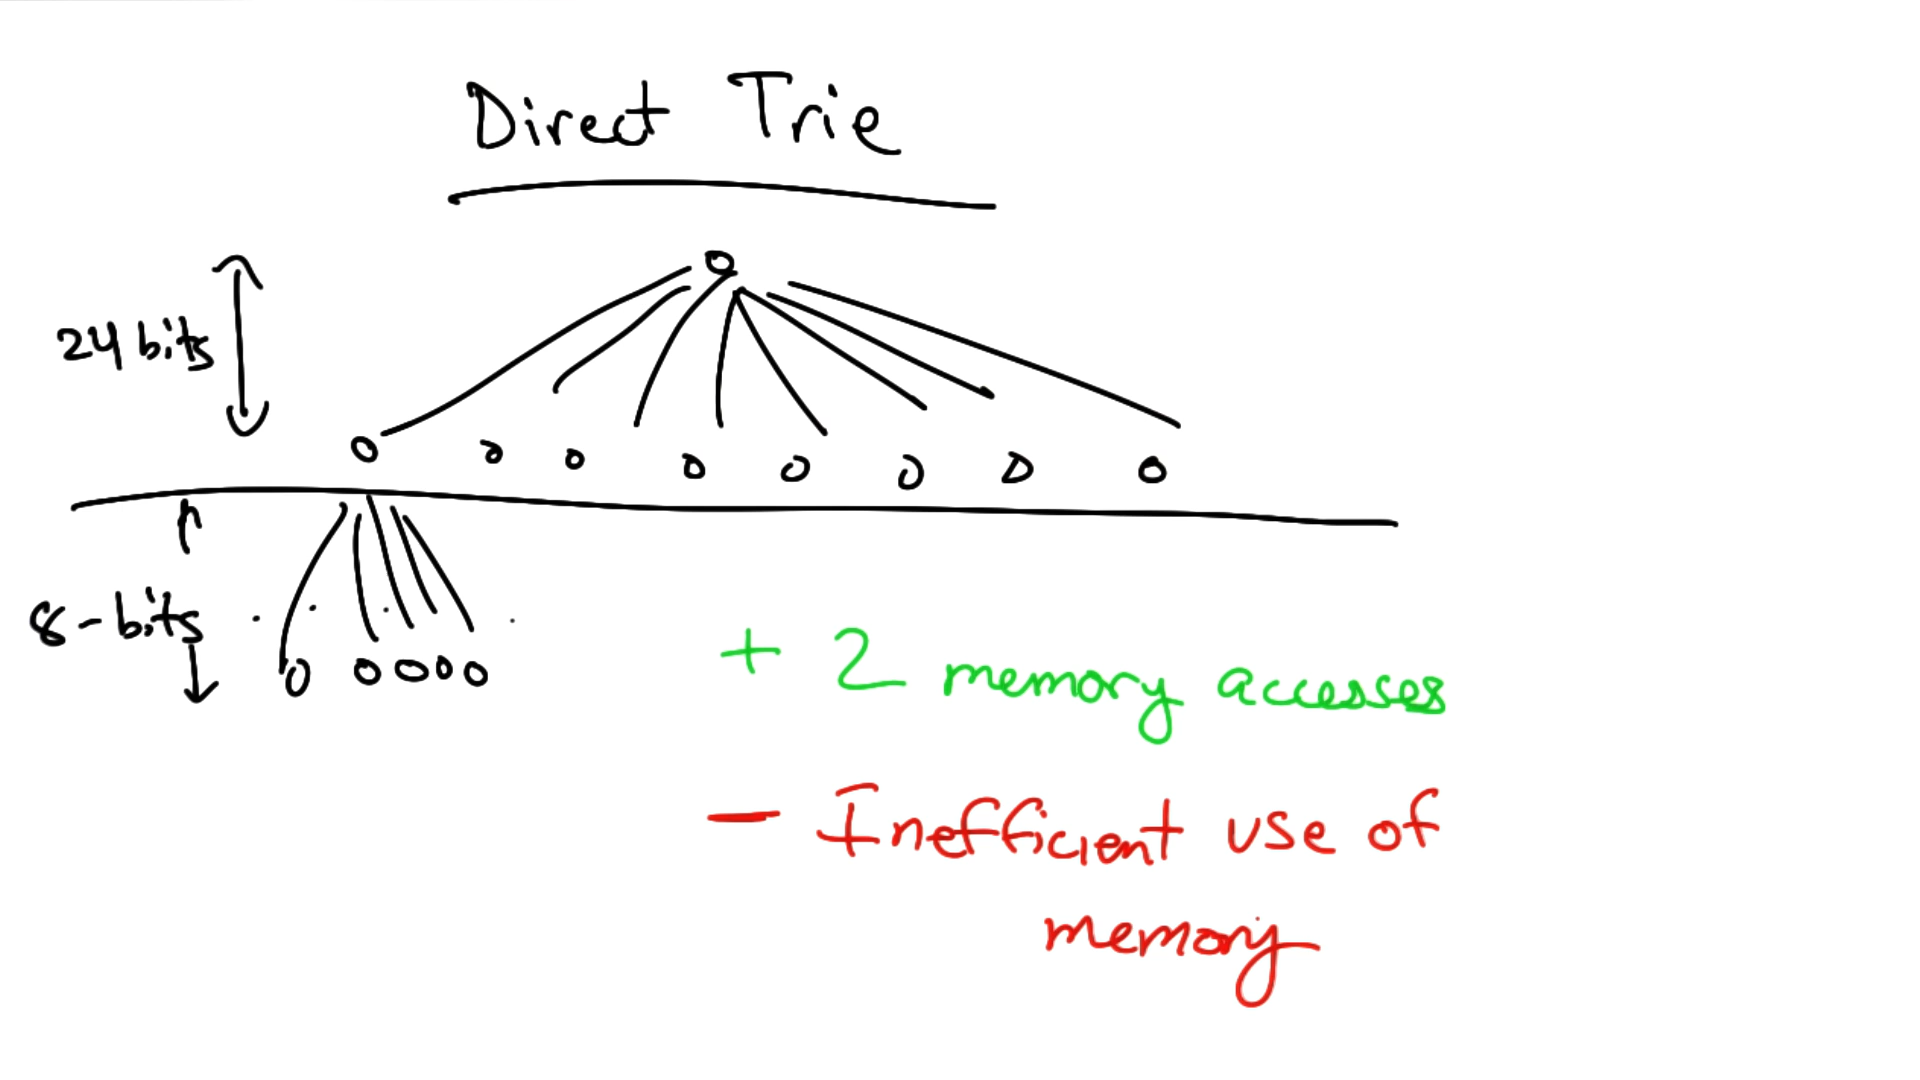 Direct Trie
24 bits
8-bits
+ 2 memory accesses
- Inefficient use of
memory